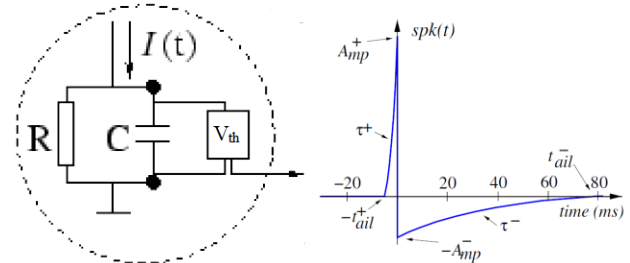 I(t)
R
C
Vth
spk(t)
A+mp
τ+
t−ail
−20
20
40
60
80
−t+ail
time (ms)
τ−
−A−mp